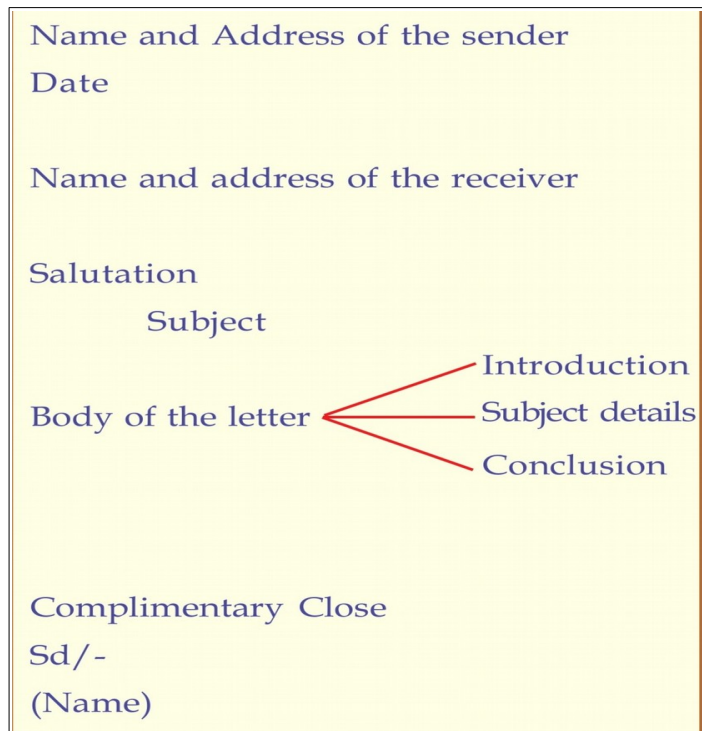 Name and Address of the sender
Date
Name and address of the receiver
Salutation
Subject
Body of the letter
Introduction
Subject details
Conclusion
Complimentary Close
Sd/-
(Name)